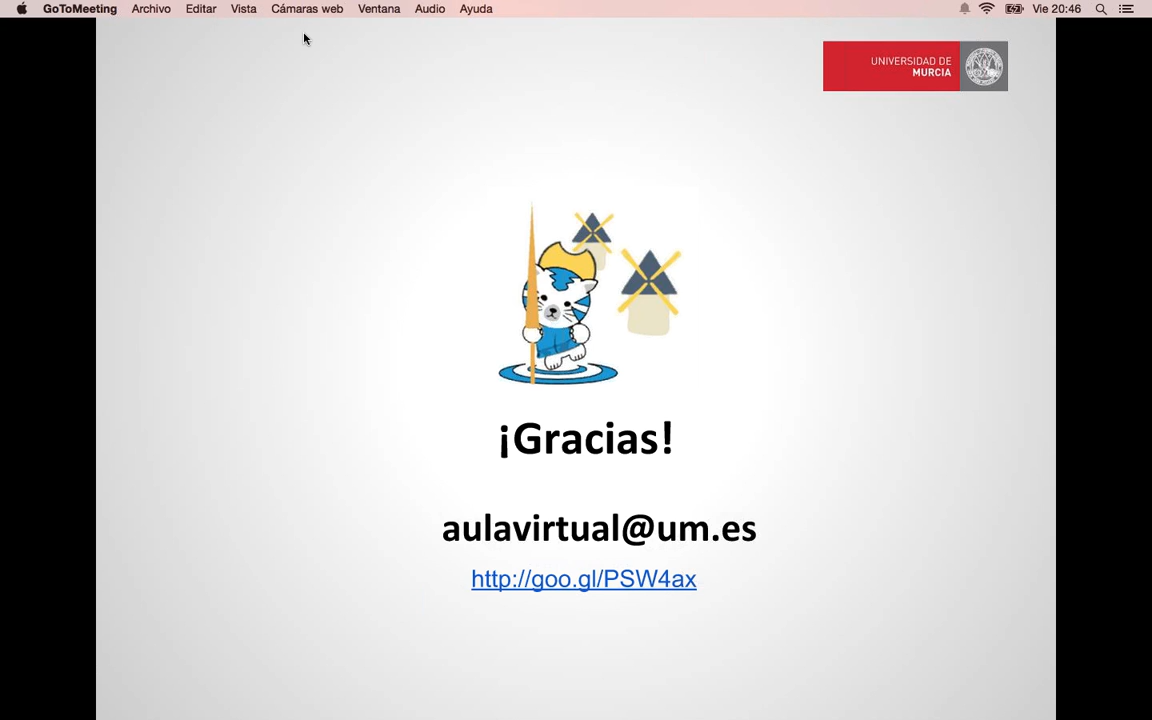 GoToMeeting Archivo Editar Vista Cámaras web Ventana Audio Ayuda Vie 20:46
UNIVERSIDAD DE
MURCIA
¡Gracias!
aulavirtual@um.es
http://goo.gl/PSW4ax